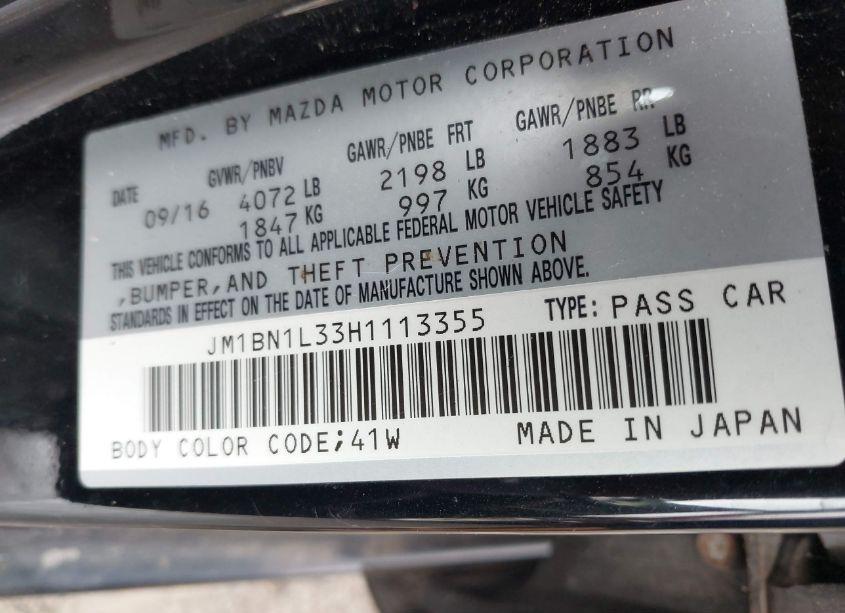 MFD. BY MAZDA MOTOR CORPORATION
DATE GVWR/PNBV GAWR/PNBE FRT GAWR/PNBE RR
09/16 4072 LB 2198 LB 1883 LB
1847 KG 997 KG 854 KG
THIS VEHICLE CONFORMS TO ALL APPLICABLE FEDERAL MOTOR VEHICLE SAFETY
,BUMPER,AND THEFT PREVENTION
STANDARDS IN EFFECT ON THE DATE OF MANUFACTURE SHOWN ABOVE.
JM1BN1L33H1113355 TYPE: PASS CAR
BODY COLOR CODE;41W MADE IN JAPAN